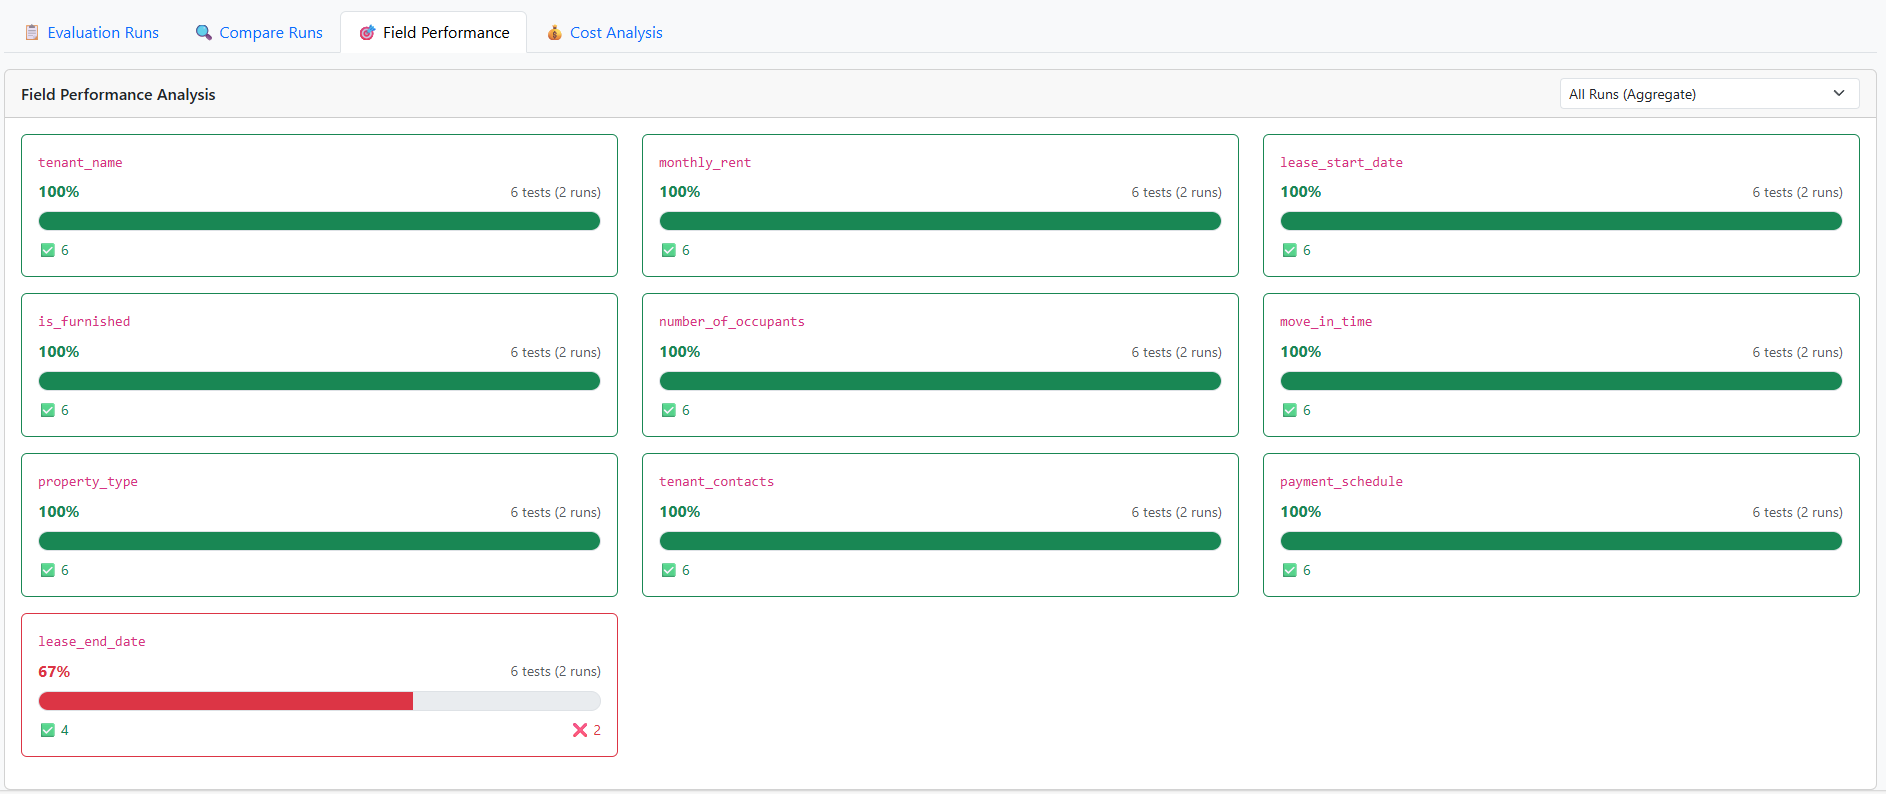 Evaluation Runs
Compare Runs
Field Performance
Cost Analysis
Field Performance Analysis
All Runs (Aggregate)
tenant_name
100%
6 tests (2 runs)
6
monthly_rent
100%
6 tests (2 runs)
6
lease_start_date
100%
6 tests (2 runs)
6
is_furnished
100%
6 tests (2 runs)
6
number_of_occupants
100%
6 tests (2 runs)
6
move_in_time
100%
6 tests (2 runs)
6
property_type
100%
6 tests (2 runs)
6
tenant_contacts
100%
6 tests (2 runs)
6
payment_schedule
100%
6 tests (2 runs)
6
lease_end_date
67%
6 tests (2 runs)
4
2